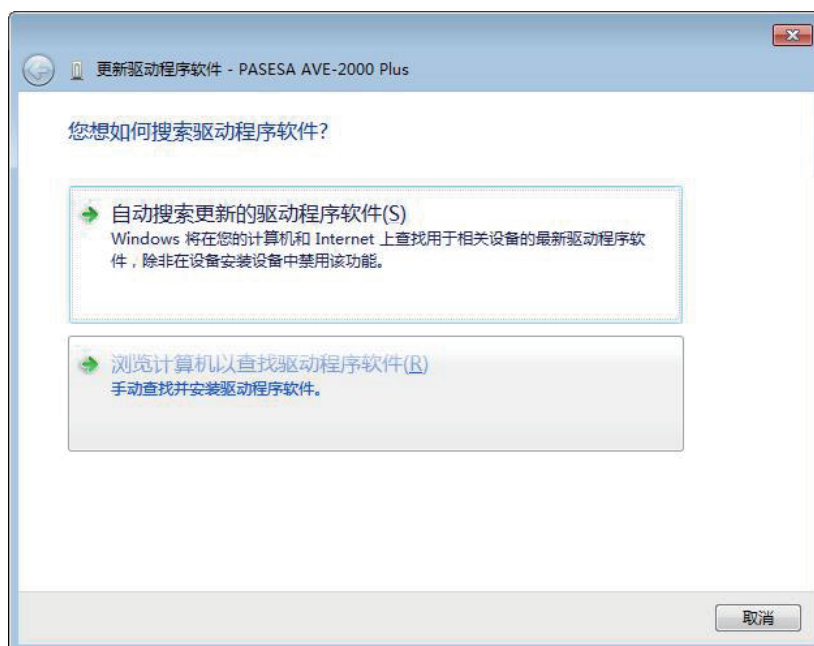 更新驱动程序软件 - PASESA AVE-2000 Plus
您想如何搜索驱动程序软件?
自动搜索更新的驱动程序软件(S)
Windows 将在您的计算机和 Internet 上查找用于相关设备的最新驱动程序软
件，除非在设备安装设备中禁用该功能。
浏览计算机以查找驱动程序软件(R)
手动查找并安装驱动程序软件。
取消